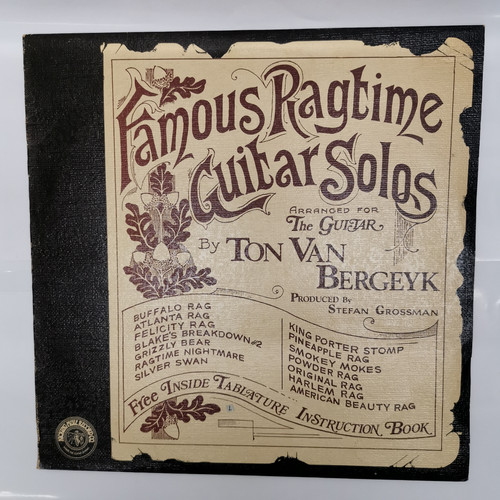 Famous Ragtime
Guitar Solos
ARRANGED FOR
The GUITAR
By TON VAN
BERGEYK
PRODUCED By
STEFAN GROSSMAN
BUFFALO RAG
ATLANTA RAG
FELICITY RAG
BLAKE'S BREAKDOWN #2
GRIZZLY BEAR
RAGTIME NIGHTMARE
SILVER SWAN
KING PORTER STOMP
PINEAPPLE RAG
SMOKEY MOKES
POWDER RAG
ORIGINAL RAG
HARLEM RAG
AMERICAN BEAUTY RAG
Free INSIDE TABLATURE INSTRUCTION BOOK